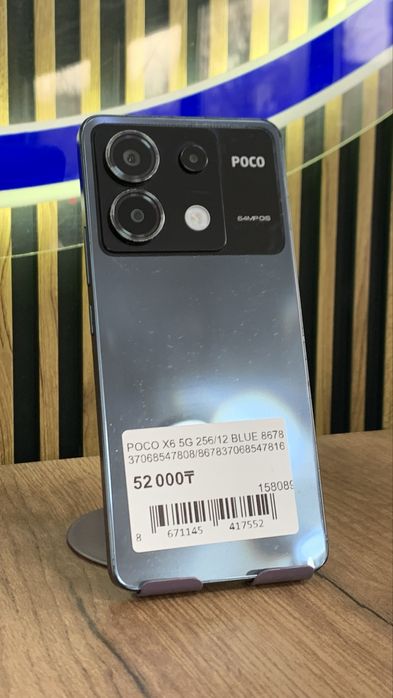 POCO
64MP OIS
POCO X6 5G 256/12 BLUE 8678
37068547808/867837068547816
52 000₸
158089
8 671145 417552